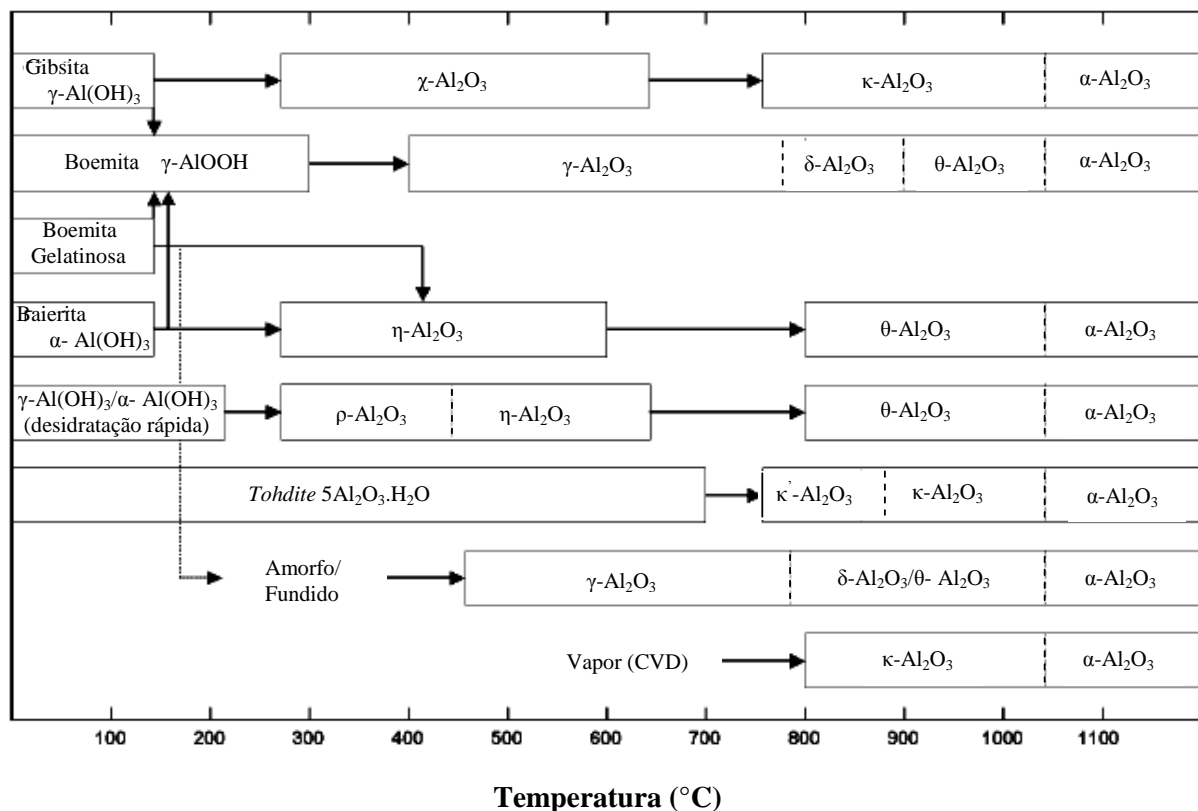 Gibsita
γ-Al(OH)₃
χ-Al₂O₃
κ-Al₂O₃
α-Al₂O₃
Boemita γ-AlOOH
γ-Al₂O₃
δ-Al₂O₃
θ-Al₂O₃
α-Al₂O₃
Boemita
Gelatinosa
Baierita
α- Al(OH)₃
η-Al₂O₃
θ-Al₂O₃
α-Al₂O₃
γ-Al(OH)₃/α- Al(OH)₃
(desidratação rápida)
ρ-Al₂O₃
η-Al₂O₃
θ-Al₂O₃
α-Al₂O₃
Tohdite 5Al₂O₃.H₂O
κ'-Al₂O₃
κ-Al₂O₃
α-Al₂O₃
Amorfo/
Fundido
γ-Al₂O₃
δ-Al₂O₃/θ- Al₂O₃
α-Al₂O₃
Vapor (CVD)
κ-Al₂O₃
α-Al₂O₃
100 200 300 400 500 600 700 800 900 1000 1100
Temperatura (°C)